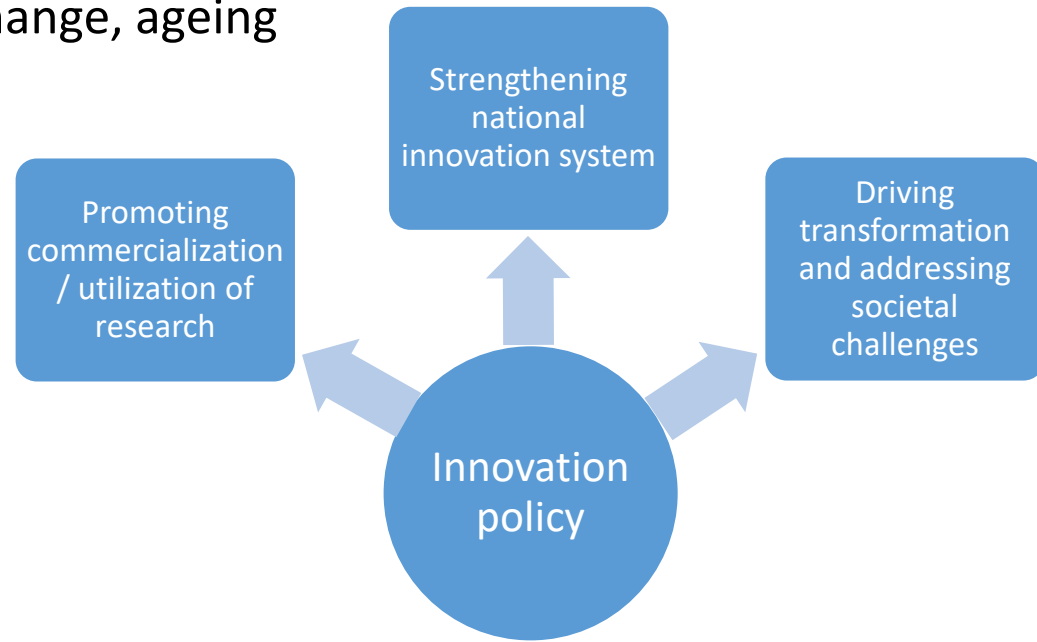 ange, ageing
Strengthening
national
innovation system
Promoting
commercialization
/ utilization of
research
Driving
transformation
and addressing
societal
challenges
Innovation
policy